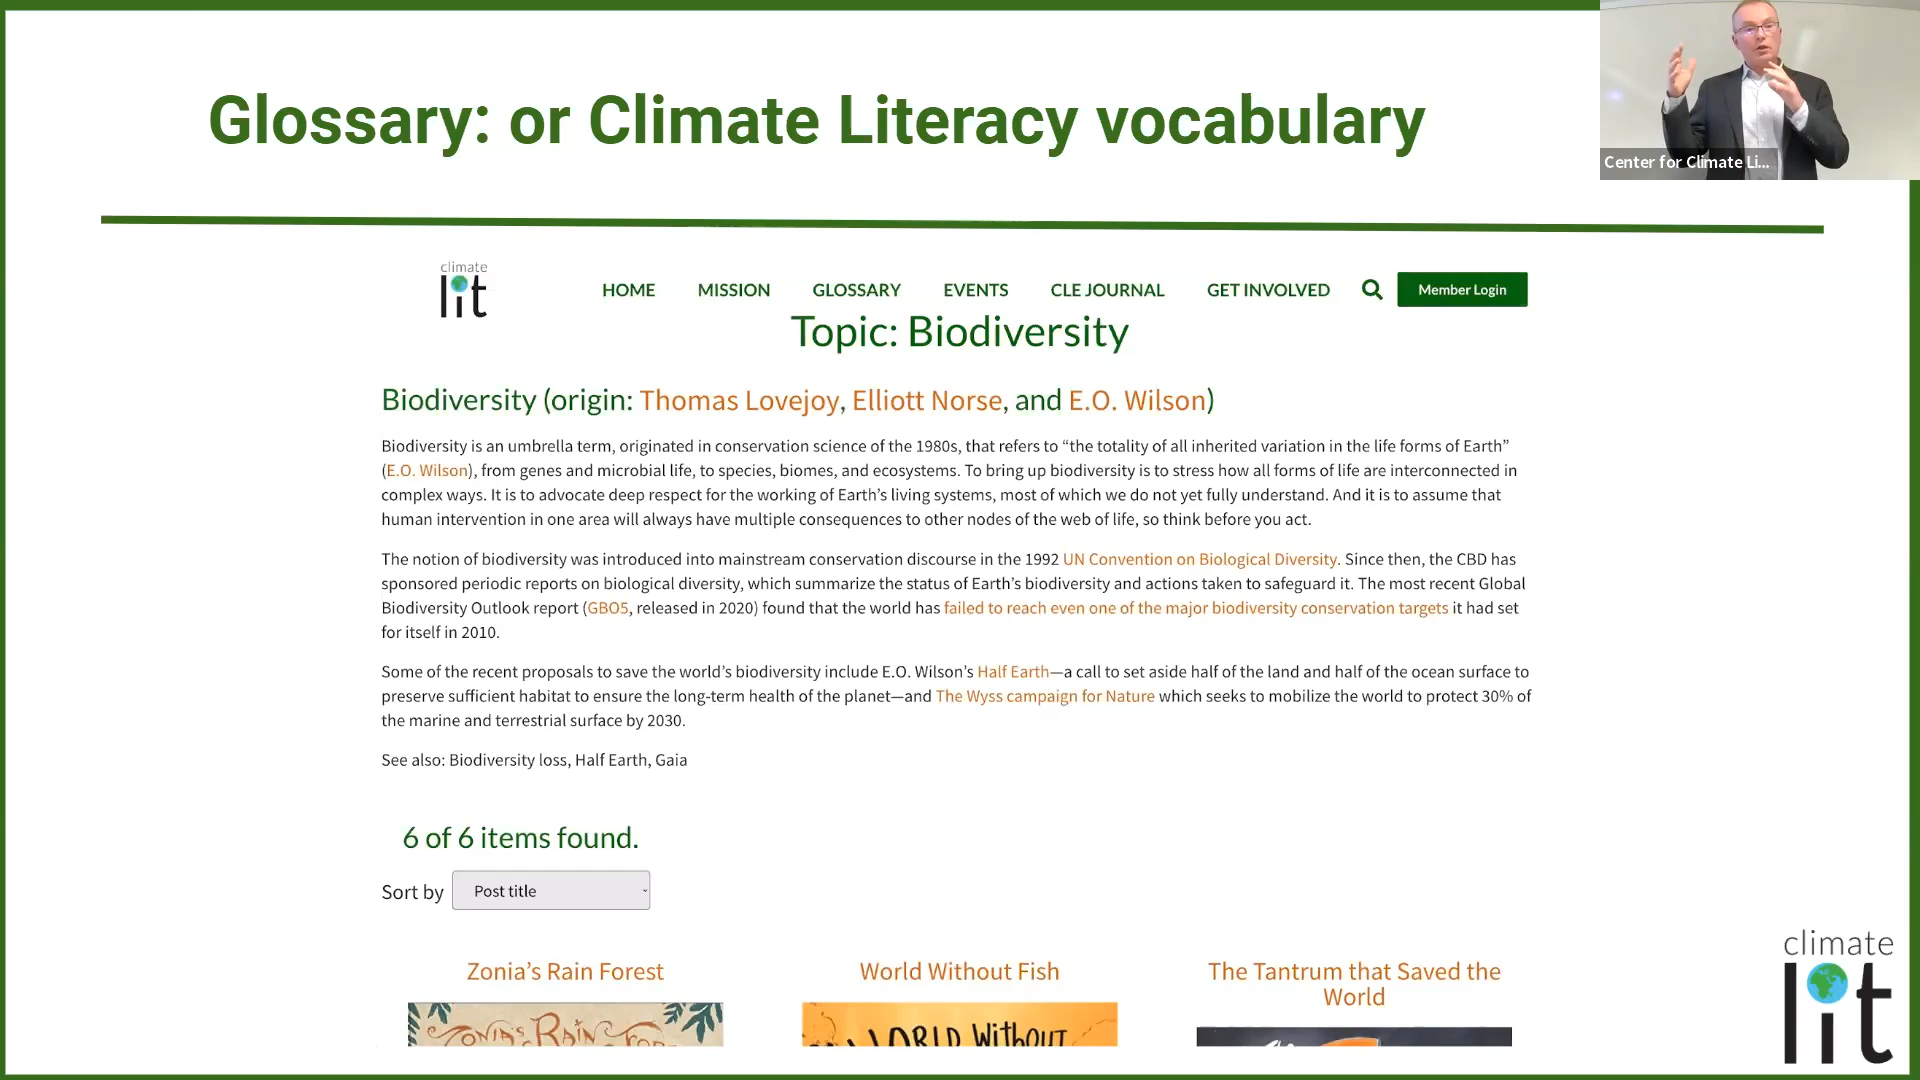 Glossary: or Climate Literacy vocabulary
Center for Climate Li...
climate
lit
HOME MISSION GLOSSARY EVENTS CLE JOURNAL GET INVOLVED Member Login
Topic: Biodiversity
Biodiversity (origin: Thomas Lovejoy, Elliott Norse, and E.O. Wilson)
Biodiversity is an umbrella term, originated in conservation science of the 1980s, that refers to “the totality of all inherited variation in the life forms of Earth”
(E.O. Wilson), from genes and microbial life, to species, biomes, and ecosystems. To bring up biodiversity is to stress how all forms of life are interconnected in
complex ways. It is to advocate deep respect for the working of Earth’s living systems, most of which we do not yet fully understand. And it is to assume that
human intervention in one area will always have multiple consequences to other nodes of the web of life, so think before you act.
The notion of biodiversity was introduced into mainstream conservation discourse in the 1992 UN Convention on Biological Diversity. Since then, the CBD has
sponsored periodic reports on biological diversity, which summarize the status of Earth’s biodiversity and actions taken to safeguard it. The most recent Global
Biodiversity Outlook report (GBO5, released in 2020) found that the world has failed to reach even one of the major biodiversity conservation targets it had set
for itself in 2010.
Some of the recent proposals to save the world’s biodiversity include E.O. Wilson’s Half Earth—a call to set aside half of the land and half of the ocean surface to
preserve sufficient habitat to ensure the long-term health of the planet—and The Wyss campaign for Nature which seeks to mobilize the world to protect 30% of
the marine and terrestrial surface by 2030.
See also: Biodiversity loss, Half Earth, Gaia
6 of 6 items found.
Sort by Post title
Zonia’s Rain Forest
World Without Fish
The Tantrum that Saved the
World
ZONIA'S RAIN FOREST
WORLD WITHOUT
climate
lit